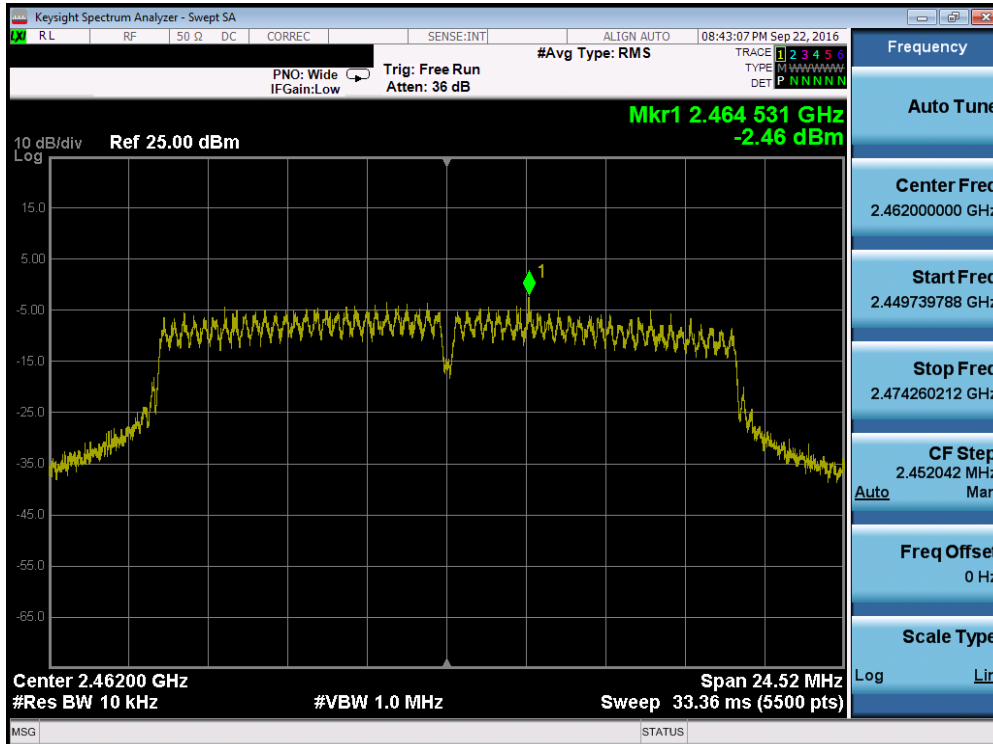 Keysight Spectrum Analyzer - Swept SA
LXI RL RF 50 Ω DC CORREC SENSE:INT ALIGN AUTO 08:43:07 PM Sep 22, 2016
PNO: Wide Trig: Free Run #Avg Type: RMS TRACE 1 2 3 4 5 6
IFGain:Low Atten: 36 dB TYPE M WWWWW
DET P N N N N N
Mkr1 2.464 531 GHz
-2.46 dBm
10 dB/div Ref 25.00 dBm
Log
15.0
5.00
1
-5.00
-15.0
-25.0
-35.0
-45.0
-55.0
-65.0
Center 2.46200 GHz Span 24.52 MHz
#Res BW 10 kHz #VBW 1.0 MHz Sweep 33.36 ms (5500 pts)
MSG STATUS
Frequency
Auto Tune
Center Freq
2.462000000 GHz
Start Freq
2.449739788 GHz
Stop Freq
2.474260212 GHz
CF Step
2.452042 MHz
Auto Man
Freq Offset
0 Hz
Scale Type
Log Lin